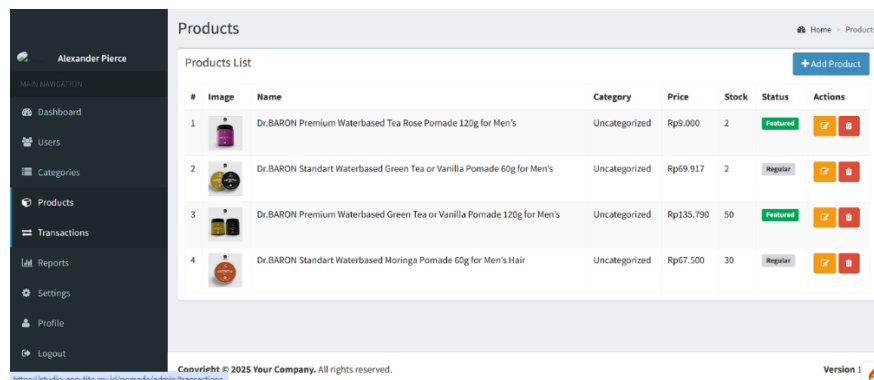 Products
Home > Products
Alexander Pierce
MAIN NAVIGATION
Dashboard
Users
Categories
Products
Transactions
Reports
Settings
Profile
Logout
Products List
+ Add Product
# Image Name Category Price Stock Status Actions
1 Dr.BARON Premium Waterbased Tea Rose Pomade 120g for Men's Uncategorized Rp9.000 2 Featured
2 Dr.BARON Standart Waterbased Green Tea or Vanilla Pomade 60g for Men's Uncategorized Rp69.917 2 Regular
3 Dr.BARON Premium Waterbased Green Tea or Vanilla Pomade 120g for Men's Uncategorized Rp135.790 50 Featured
4 Dr.BARON Standart Waterbased Moringa Pomade 60g for Men's Hair Uncategorized Rp67.500 30 Regular
Copyright © 2025 Your Company. All rights reserved.
Version 1